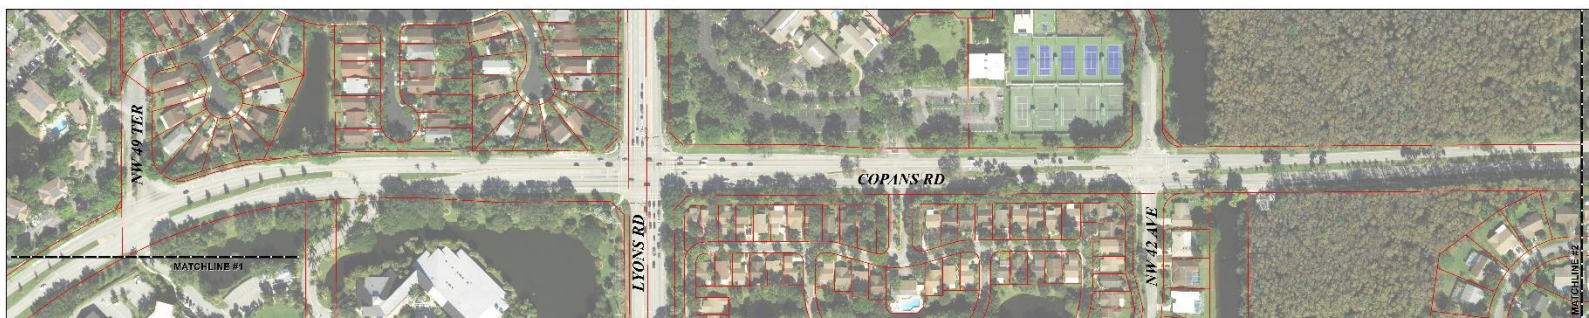 NW 49 TER
COPANS RD
LYONS RD
NW 42 AVE
MATCHLINE #1
MATCHLINE #2